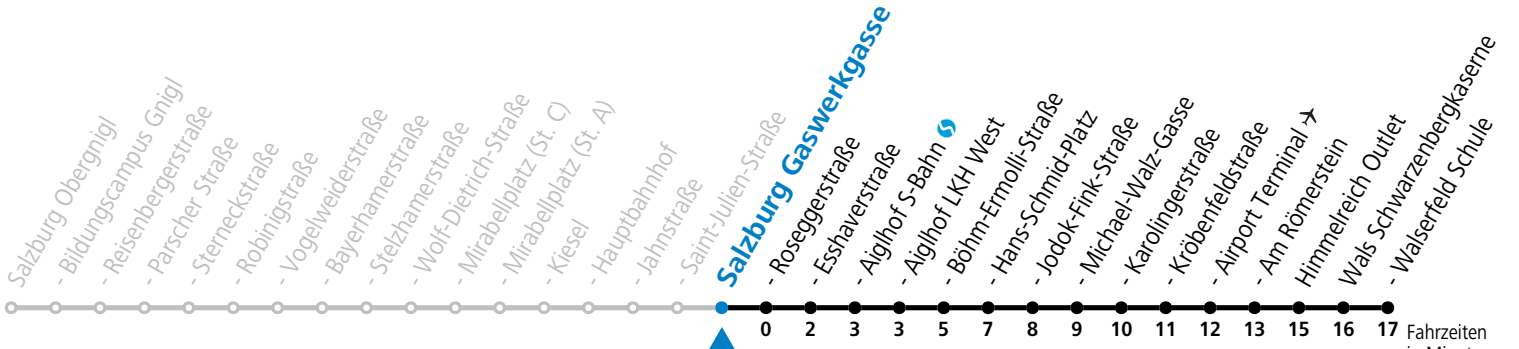 Salzburg Obergnigl
- Bildungscampus Gnigl
- Reisenbergerstraße
- Parscher Straße
- Sterneckstraße
- Robinigstraße
- Vogelweiderstraße
- Bayerhamerstraße
- Stelzhamerstraße
- Wolf-Dietrich-Straße
- Mirabellplatz (St. C)
- Mirabellplatz (St. A)
- Kiesel
- Hauptbahnhof
- Jahnstraße
- Saint-Julien-Straße
Salzburg Gaswerkgasse
- Roseggerstraße
- Esshaverstraße
- Aiglhof S-Bahn
- Aiglhof LKH West
- Böhm-Ermolli-Straße
- Hans-Schmid-Platz
- Jodok-Fink-Straße
- Michael-Walz-Gasse
- Karolingerstraße
- Kröbenfeldstraße
- Airport Terminal
- Am Römerstein
Himmelreich Outlet
Wals Schwarzenbergkaserne
- Walserfeld Schule
0 2 3 3 5 7 8 9 10 11 12 13 15 16 17 Fahrzeiten